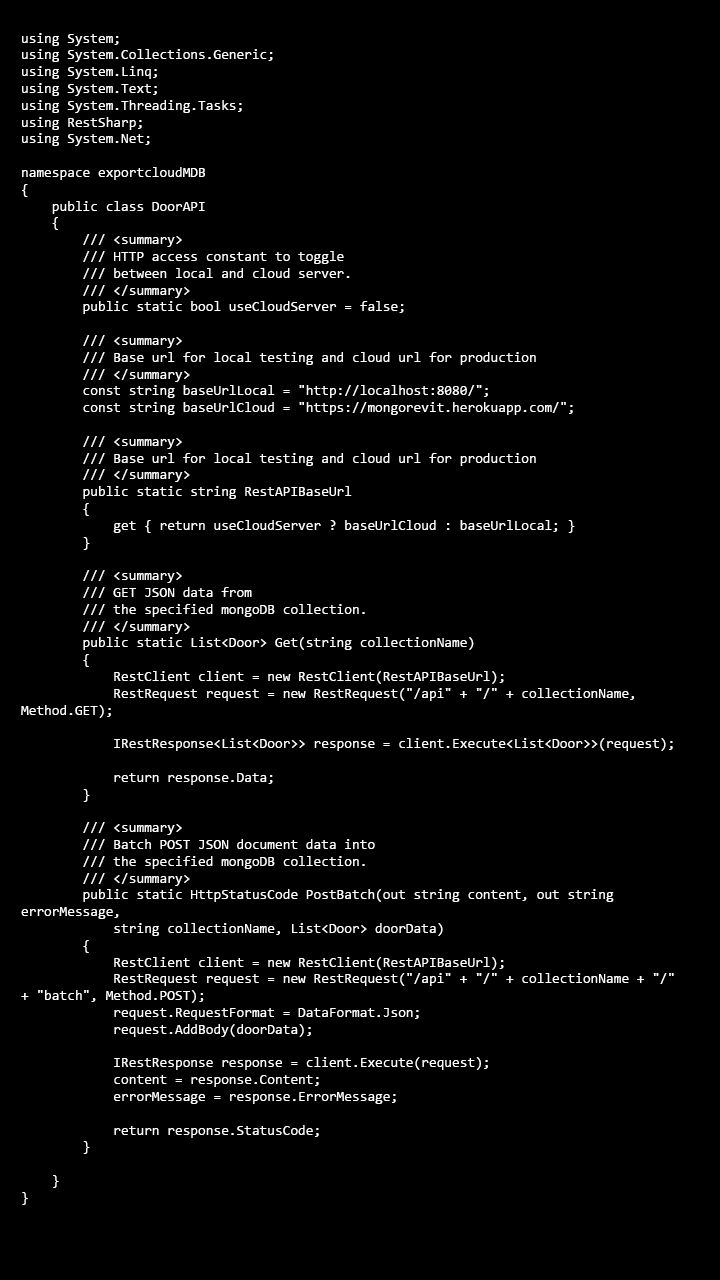 using System;
using System.Collections.Generic;
using System.Linq;
using System.Text;
using System.Threading.Tasks;
using RestSharp;
using System.Net;

namespace exportcloudMDB
{
    public class DoorAPI
    {
        /// <summary>
        /// HTTP access constant to toggle
        /// between local and cloud server.
        /// </summary>
        public static bool useCloudServer = false;

        /// <summary>
        /// Base url for local testing and cloud url for production
        /// </summary>
        const string baseUrlLocal = "http://localhost:8080/";
        const string baseUrlCloud = "https://mongorevit.herokuapp.com/";

        /// <summary>
        /// Base url for local testing and cloud url for production
        /// </summary>
        public static string RestAPIBaseUrl
        {
            get { return useCloudServer ? baseUrlCloud : baseUrlLocal; }
        }

        /// <summary>
        /// GET JSON data from
        /// the specified mongoDB collection.
        /// </summary>
        public static List<Door> Get(string collectionName)
        {
            RestClient client = new RestClient(RestAPIBaseUrl);
            RestRequest request = new RestRequest("/api" + "/" + collectionName,
Method.GET);

            IRestResponse<List<Door>> response = client.Execute<List<Door>>(request);

            return response.Data;
        }

        /// <summary>
        /// Batch POST JSON document data into
        /// the specified mongoDB collection.
        /// </summary>
        public static HttpStatusCode PostBatch(out string content, out string
errorMessage,
            string collectionName, List<Door> doorData)
        {
            RestClient client = new RestClient(RestAPIBaseUrl);
            RestRequest request = new RestRequest("/api" + "/" + collectionName + "/"
+ "batch", Method.POST);
            request.RequestFormat = DataFormat.Json;
            request.AddBody(doorData);

            IRestResponse response = client.Execute(request);
            content = response.Content;
            errorMessage = response.ErrorMessage;

            return response.StatusCode;
        }

    }
}